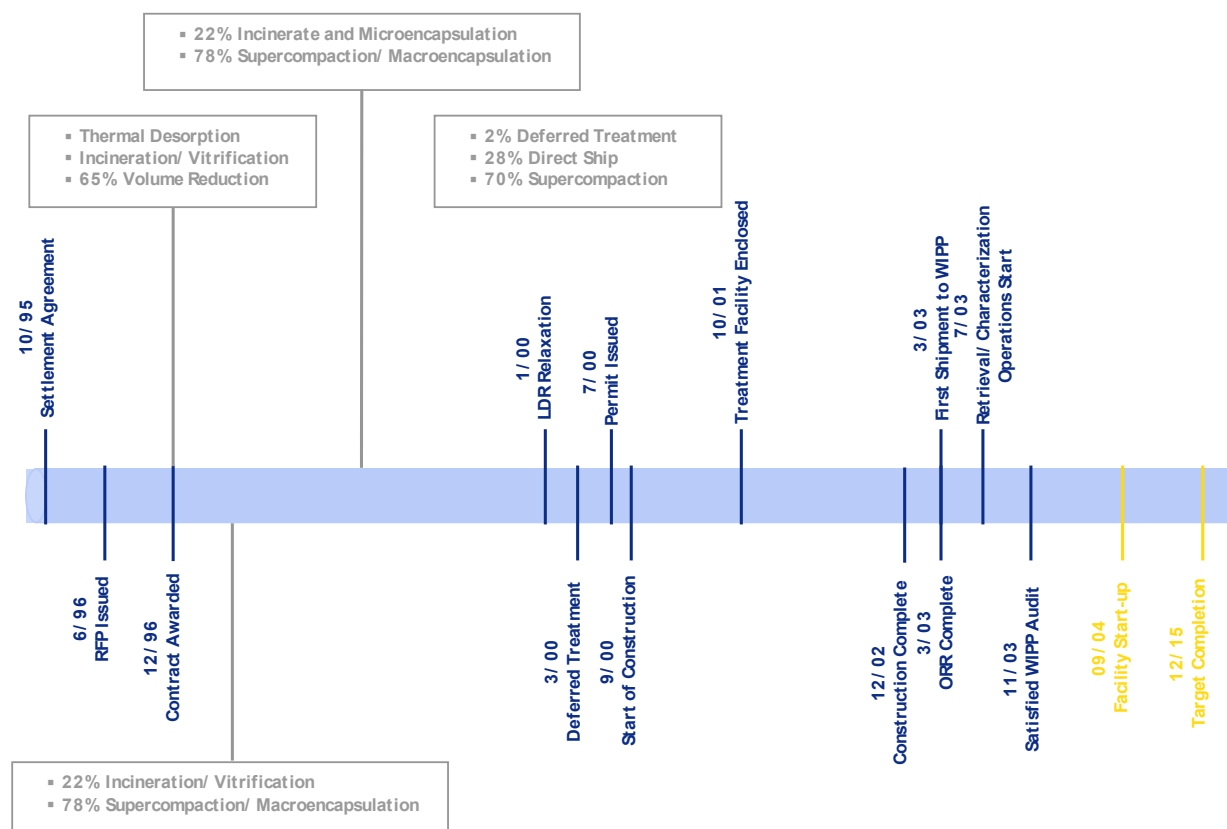 ▪ 22% Incinerate and Microencapsulation
▪ 78% Supercompaction/ Macroencapsulation
▪ Thermal Desorption
▪ Incineration/ Vitrification
▪ 65% Volume Reduction
▪ 2% Deferred Treatment
▪ 28% Direct Ship
▪ 70% Supercompaction
10/ 95
Settlement Agreement
1/ 00
LDR Relaxation
7/ 00
Permit Issued
10/ 01
Treatment Facility Enclosed
3/ 03
First Shipment to WIPP
7/ 03
Retrieval/ Characterization
Operations Start
6/ 96
RFP Issued
12/ 96
Contract Awarded
3/ 00
Deferred Treatment
9/ 00
Start of Construction
12/ 02
Construction Complete
3/ 03
ORR Complete
11/ 03
Satisfied WIPP Audit
09/ 04
Facility Start-up
12/ 15
Target Completion
▪ 22% Incineration/ Vitrification
▪ 78% Supercompaction/ Macroencapsulation